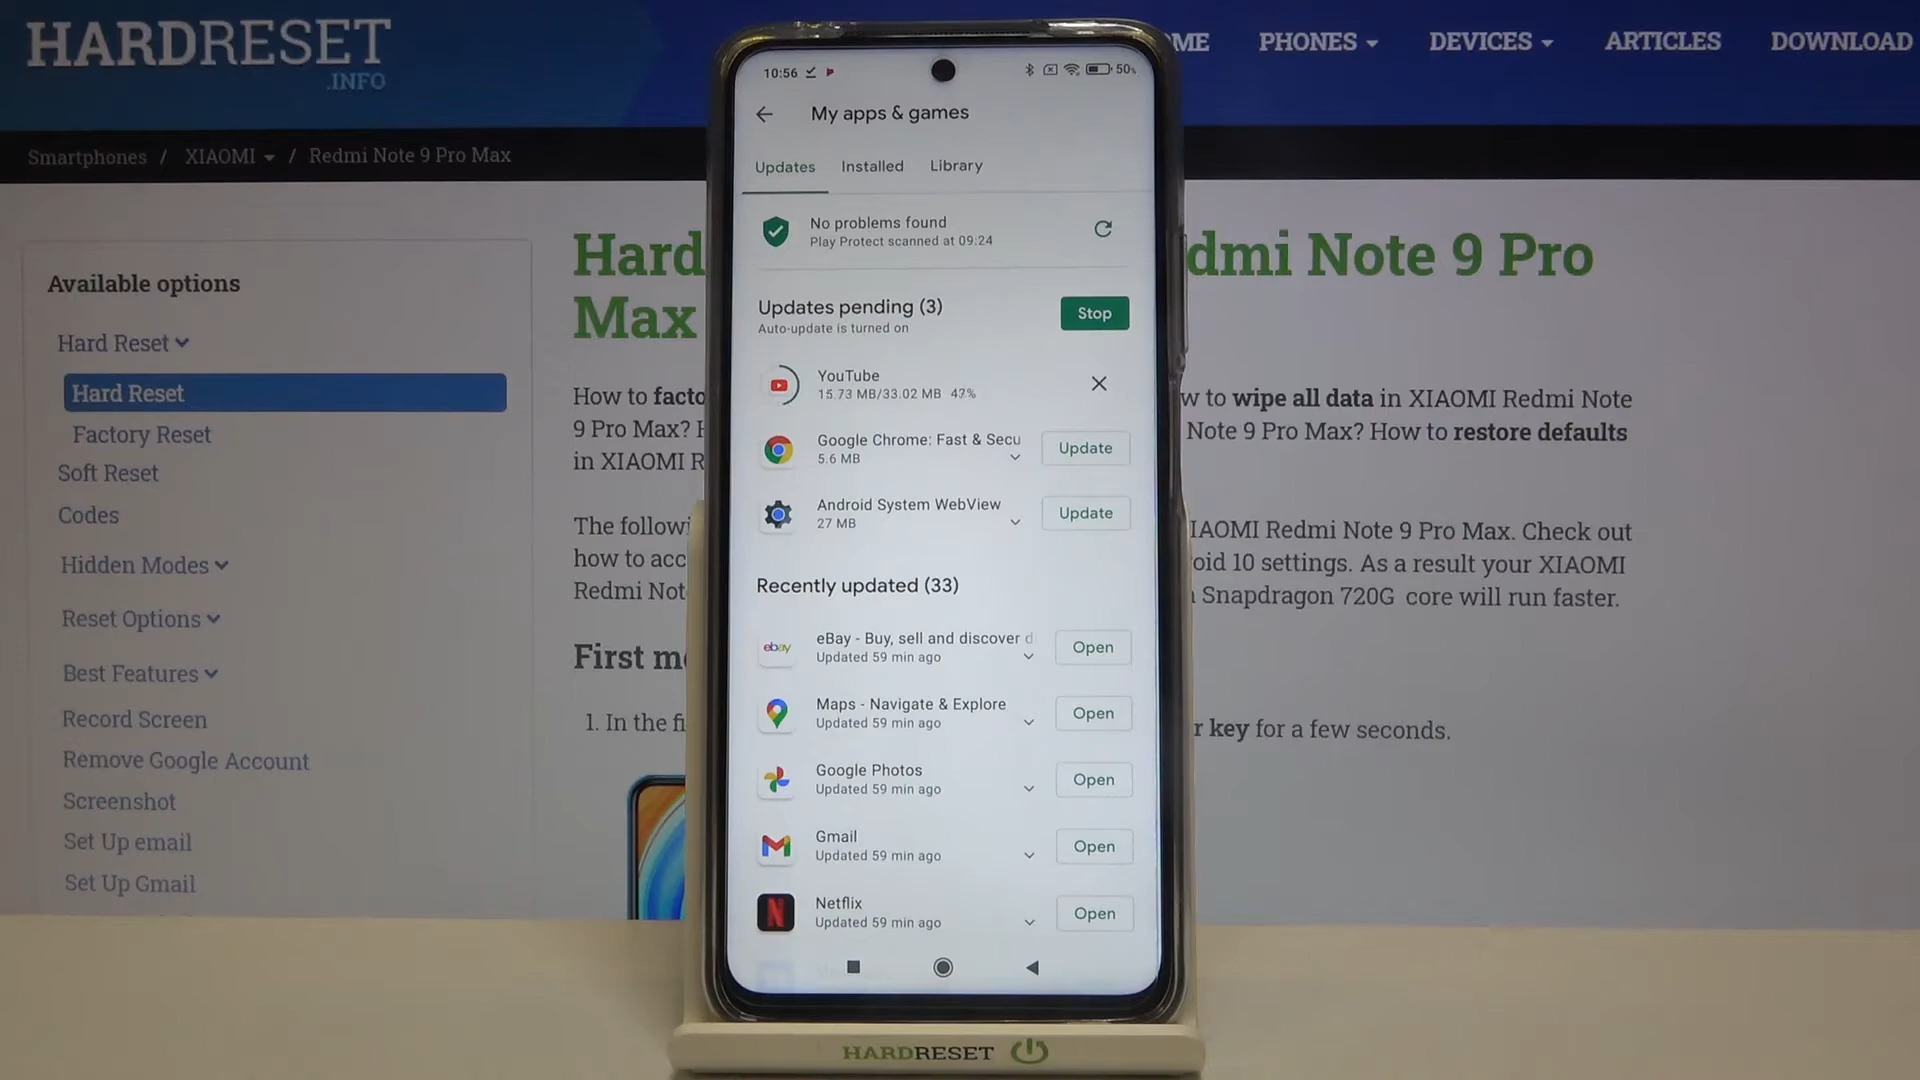 HARDRESET
.INFO
OME
PHONES
DEVICES
ARTICLES
DOWNLOAD
Smartphones / XIAOMI / Redmi Note 9 Pro Max
Available options
Hard Reset
Hard Reset
Factory Reset
Soft Reset
Codes
Hidden Modes
Reset Options
Best Features
Record Screen
Remove Google Account
Screenshot
Set Up email
Set Up Gmail
Hard dmi Note 9 Pro
Max
How to facto w to wipe all data in XIAOMI Redmi Note
9 Pro Max? Note 9 Pro Max? How to restore defaults
in XIAOMI R
The followi IAOMI Redmi Note 9 Pro Max. Check out
how to acc oid 10 settings. As a result your XIAOMI
Redmi Not Snapdragon 720G core will run faster.
First m
1. In the fi r key for a few seconds.
10:56 50%
My apps & games
Updates Installed Library
No problems found
Play Protect scanned at 09:24
Updates pending (3)
Auto-update is turned on
Stop
YouTube
15.73 MB/33.02 MB 47%
Google Chrome: Fast & Secu
5.6 MB
Update
Android System WebView
27 MB
Update
Recently updated (33)
eBay - Buy, sell and discover d
Updated 59 min ago
Open
ebay
Maps - Navigate & Explore
Updated 59 min ago
Open
Google Photos
Updated 59 min ago
Open
Gmail
Updated 59 min ago
Open
Netflix
Updated 59 min ago
Open
HARDRESET